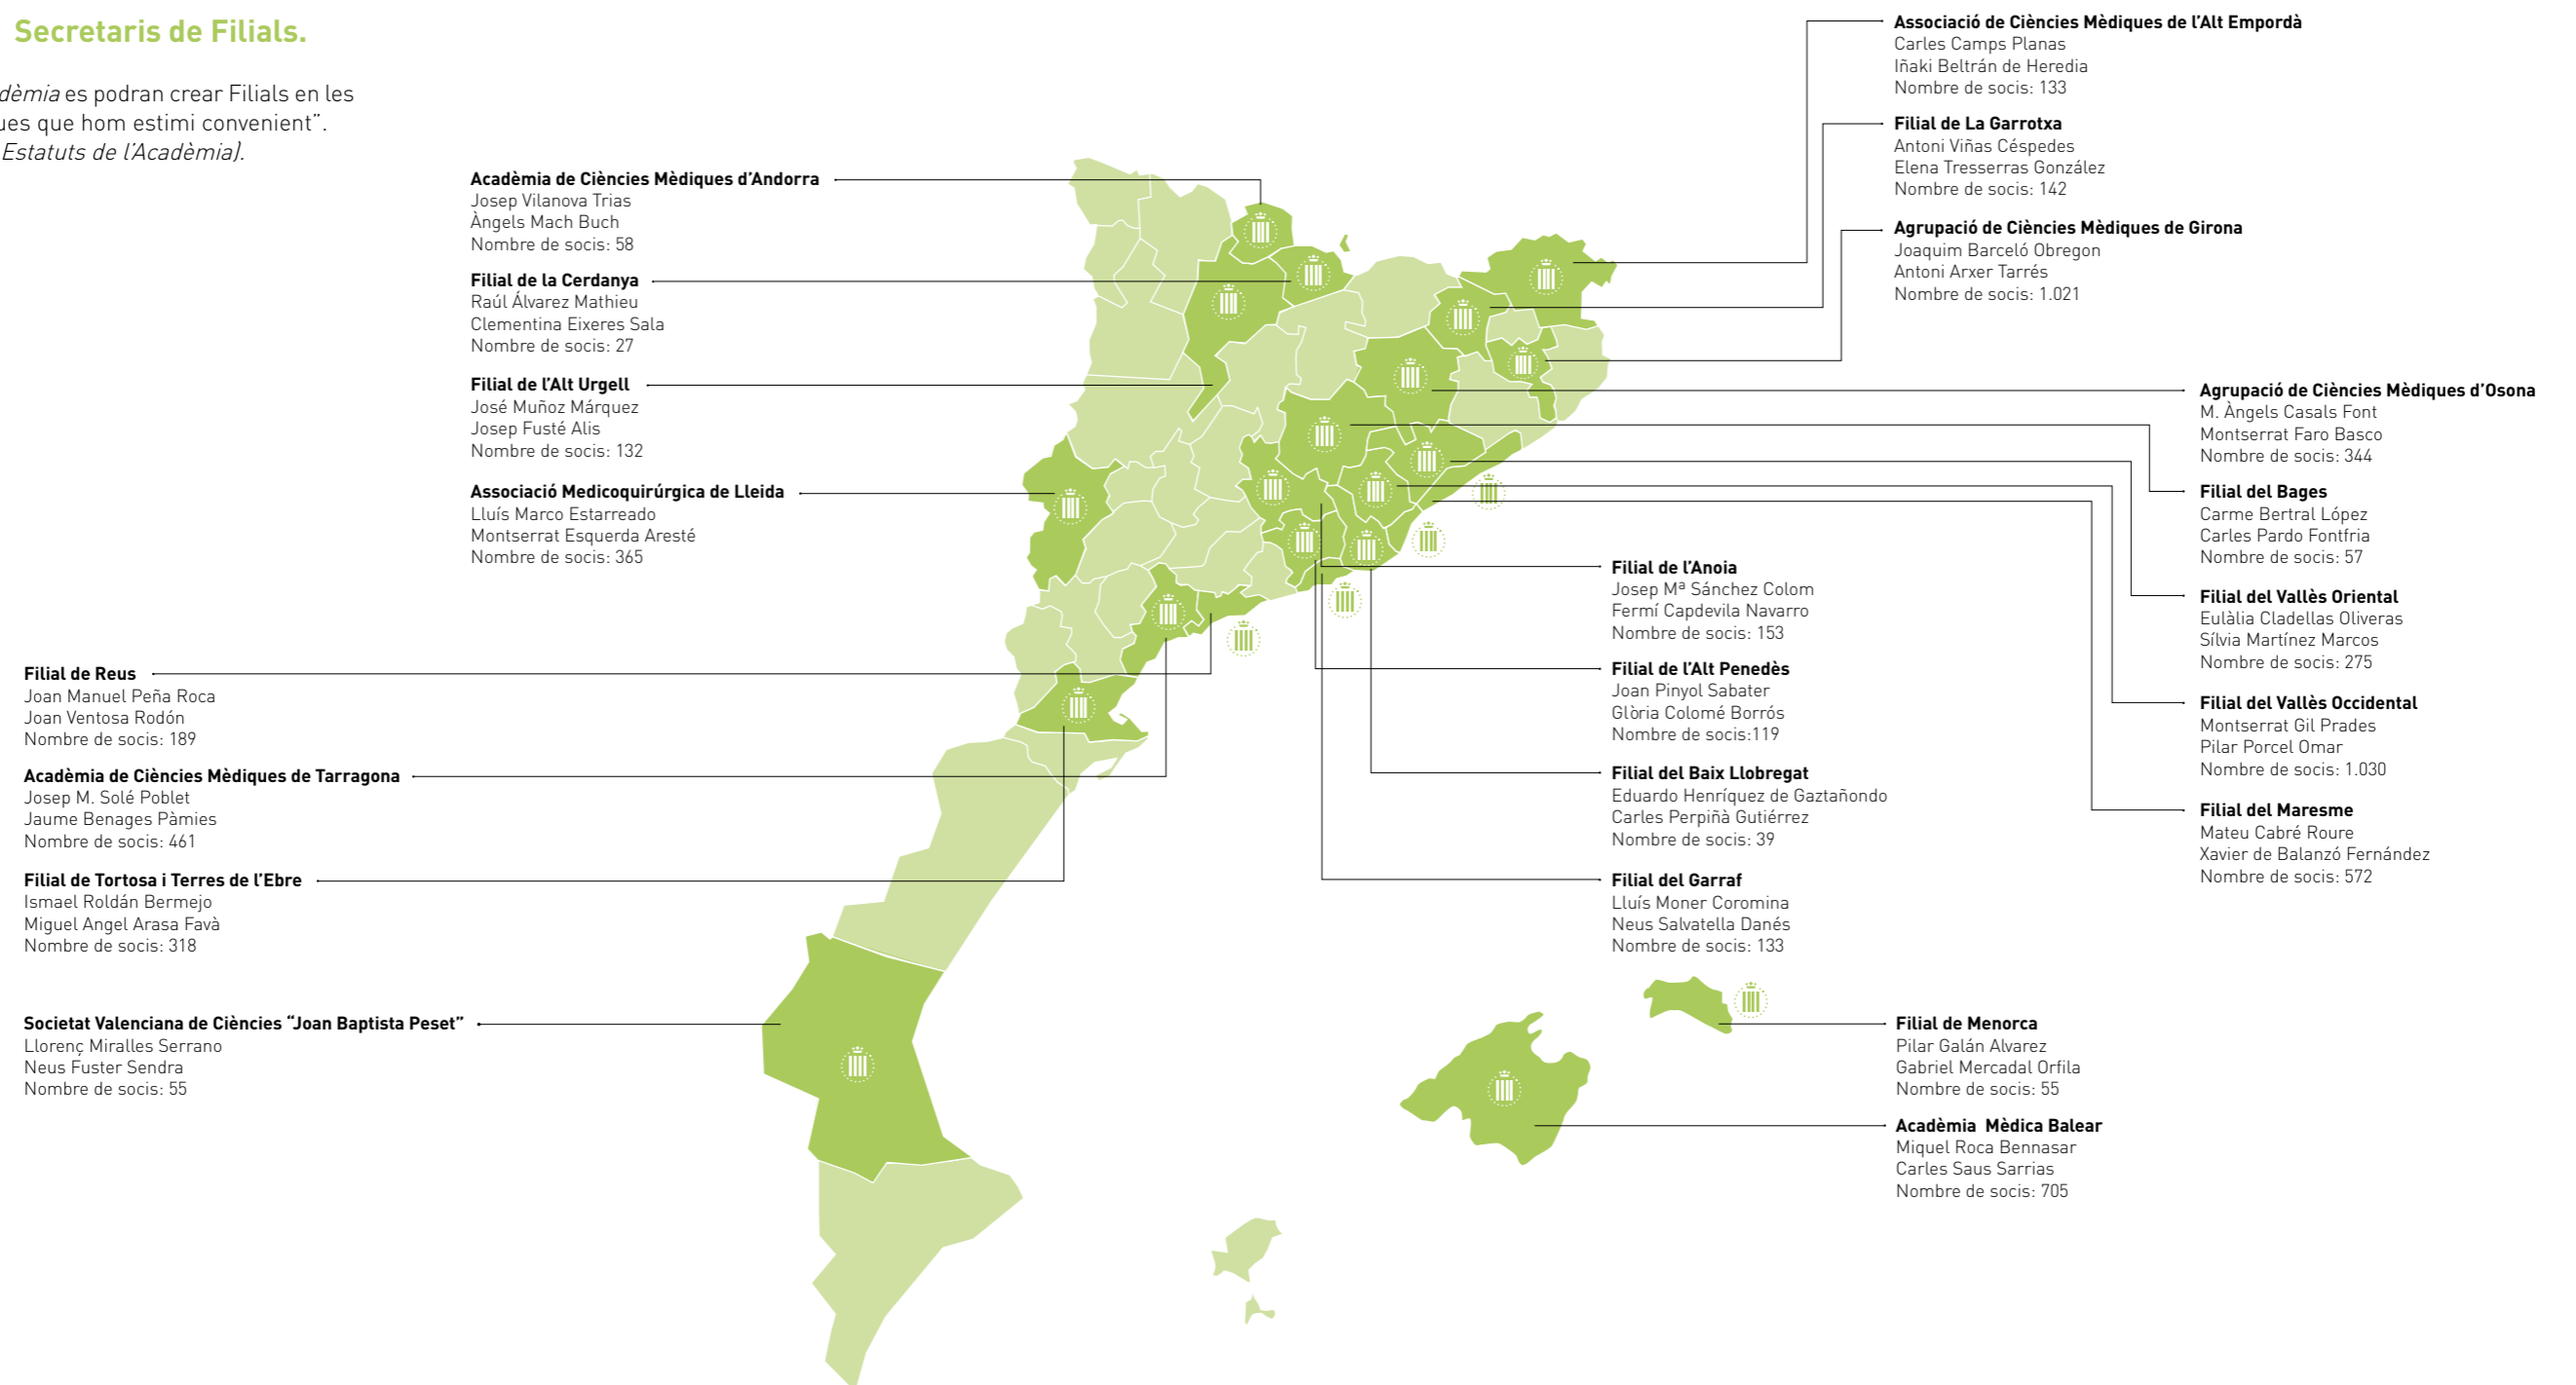 Secretaris de Filials.
dèmia es podran crear Filials en les
ues que hom estimi convenient”.
Estatuts de l’Acadèmia).
Acadèmia de Ciències Mèdiques d’Andorra
Josep Vilanova Trias
Àngels Mach Buch
Nombre de socis: 58
Filial de la Cerdanya
Raúl Álvarez Mathieu
Clementina Eixeres Sala
Nombre de socis: 27
Filial de l’Alt Urgell
José Muñoz Márquez
Josep Fusté Alis
Nombre de socis: 132
Associació Medicoquirúrgica de Lleida
Lluís Marco Estarreado
Montserrat Esquerda Aresté
Nombre de socis: 365
Filial de Reus
Joan Manuel Peña Roca
Joan Ventosa Rodón
Nombre de socis: 189
Acadèmia de Ciències Mèdiques de Tarragona
Josep M. Solé Poblet
Jaume Benages Pàmies
Nombre de socis: 461
Filial de Tortosa i Terres de l’Ebre
Ismael Roldán Bermejo
Miguel Angel Arasa Favà
Nombre de socis: 318
Societat Valenciana de Ciències “Joan Baptista Peset”
Llorenç Miralles Serrano
Neus Fuster Sendra
Nombre de socis: 55
Associació de Ciències Mèdiques de l’Alt Empordà
Carles Camps Planas
Iñaki Beltrán de Heredia
Nombre de socis: 133
Filial de La Garrotxa
Antoni Viñas Céspedes
Elena Tresserras González
Nombre de socis: 142
Agrupació de Ciències Mèdiques de Girona
Joaquim Barceló Obregon
Antoni Arxer Tarrés
Nombre de socis: 1.021
Agrupació de Ciències Mèdiques d’Osona
M. Àngels Casals Font
Montserrat Faro Basco
Nombre de socis: 344
Filial del Bages
Carme Bertral López
Carles Pardo Fontfria
Nombre de socis: 57
Filial del Vallès Oriental
Eulàlia Cladellas Oliveras
Sílvia Martínez Marcos
Nombre de socis: 275
Filial del Vallès Occidental
Montserrat Gil Prades
Pilar Porcel Omar
Nombre de socis: 1.030
Filial del Maresme
Mateu Cabré Roure
Xavier de Balanzó Fernández
Nombre de socis: 572
Filial de l’Anoia
Josep Mª Sánchez Colom
Fermí Capdevila Navarro
Nombre de socis: 153
Filial de l’Alt Penedès
Joan Pinyol Sabater
Glòria Colomé Borrós
Nombre de socis:119
Filial del Baix Llobregat
Eduardo Henríquez de Gaztañondo
Carles Perpiñà Gutiérrez
Nombre de socis: 39
Filial del Garraf
Lluís Moner Coromina
Neus Salvatella Danés
Nombre de socis: 133
Filial de Menorca
Pilar Galán Alvarez
Gabriel Mercadal Orfila
Nombre de socis: 55
Acadèmia Mèdica Balear
Miquel Roca Bennasar
Carles Saus Sarrias
Nombre de socis: 705